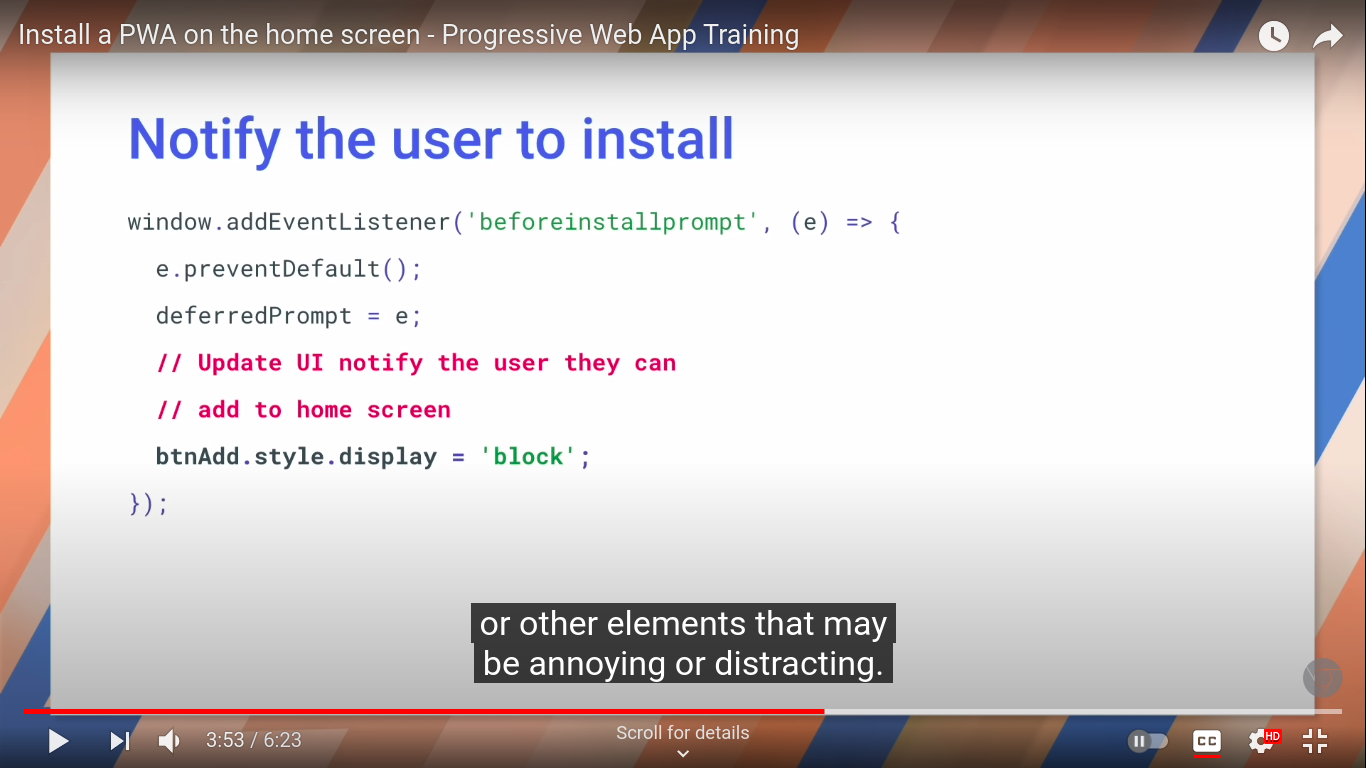 Install a PWA on the home screen - Progressive Web App Training
Notify the user to install
window.addEventListener('beforeinstallprompt', (e) => {
e.preventDefault();
deferredPrompt = e;
// Update UI notify the user they can
// add to home screen
btnAdd.style.display = 'block';
});
or other elements that may
be annoying or distracting.
3:53 / 6:23
Scroll for details
CC
HD